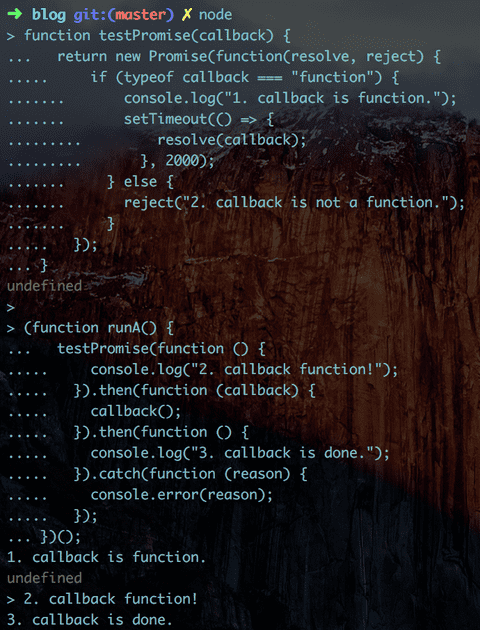 ➜ blog git:(master) ✗ node
> function testPromise(callback) {
...   return new Promise(function(resolve, reject) {
.....     if (typeof callback === "function") {
.......       console.log("1. callback is function.");
.......       setTimeout(() => {
.........         resolve(callback);
.........       }, 2000);
.......     } else {
.......       reject("2. callback is not a function.");
.......     }
.....   });
... }
undefined
>
> (function runA() {
...   testPromise(function () {
.....     console.log("2. callback function!");
.....   }).then(function (callback) {
.....     callback();
.....   }).then(function () {
.....     console.log("3. callback is done.");
.....   }).catch(function (reason) {
.....     console.error(reason);
.....   });
... })();
1. callback is function.
undefined
> 2. callback function!
3. callback is done.